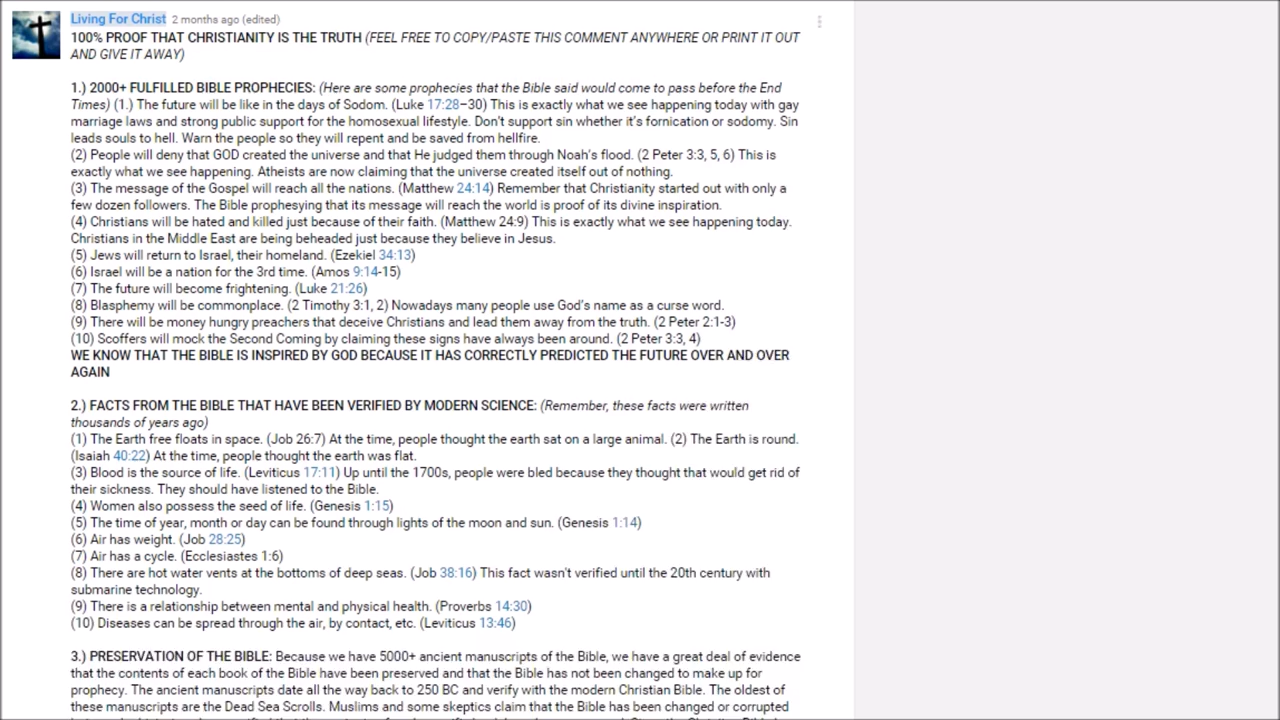 Living For Christ 2 months ago (edited)
100% PROOF THAT CHRISTIANITY IS THE TRUTH (FEEL FREE TO COPY/PASTE THIS COMMENT ANYWHERE OR PRINT IT OUT
AND GIVE IT AWAY)
1.) 2000+ FULFILLED BIBLE PROPHECIES: (Here are some prophecies that the Bible said would come to pass before the End
Times) (1.) The future will be like in the days of Sodom. (Luke 17:28–30) This is exactly what we see happening today with gay
marriage laws and strong public support for the homosexual lifestyle. Don't support sin whether it's fornication or sodomy. Sin
leads souls to hell. Warn the people so they will repent and be saved from hellfire.
(2) People will deny that GOD created the universe and that He judged them through Noah's flood. (2 Peter 3:3, 5, 6) This is
exactly what we see happening. Atheists are now claiming that the universe created itself out of nothing.
(3) The message of the Gospel will reach all the nations. (Matthew 24:14) Remember that Christianity started out with only a
few dozen followers. The Bible prophesying that its message will reach the world is proof of its divine inspiration.
(4) Christians will be hated and killed just because of their faith. (Matthew 24:9) This is exactly what we see happening today.
Christians in the Middle East are being beheaded just because they believe in Jesus.
(5) Jews will return to Israel, their homeland. (Ezekiel 34:13)
(6) Israel will be a nation for the 3rd time. (Amos 9:14-15)
(7) The future will become frightening. (Luke 21:26)
(8) Blasphemy will be commonplace. (2 Timothy 3:1, 2) Nowadays many people use God's name as a curse word.
(9) There will be money hungry preachers that deceive Christians and lead them away from the truth. (2 Peter 2:1-3)
(10) Scoffers will mock the Second Coming by claiming these signs have always been around. (2 Peter 3:3, 4)
WE KNOW THAT THE BIBLE IS INSPIRED BY GOD BECAUSE IT HAS CORRECTLY PREDICTED THE FUTURE OVER AND OVER
AGAIN
2.) FACTS FROM THE BIBLE THAT HAVE BEEN VERIFIED BY MODERN SCIENCE: (Remember, these facts were written
thousands of years ago)
(1) The Earth free floats in space. (Job 26:7) At the time, people thought the earth sat on a large animal. (2) The Earth is round.
(Isaiah 40:22) At the time, people thought the earth was flat.
(3) Blood is the source of life. (Leviticus 17:11) Up until the 1700s, people were bled because they thought that would get rid of
their sickness. They should have listened to the Bible.
(4) Women also possess the seed of life. (Genesis 1:15)
(5) The time of year, month or day can be found through lights of the moon and sun. (Genesis 1:14)
(6) Air has weight. (Job 28:25)
(7) Air has a cycle. (Ecclesiastes 1:6)
(8) There are hot water vents at the bottoms of deep seas. (Job 38:16) This fact wasn't verified until the 20th century with
submarine technology.
(9) There is a relationship between mental and physical health. (Proverbs 14:30)
(10) Diseases can be spread through the air, by contact, etc. (Leviticus 13:46)
3.) PRESERVATION OF THE BIBLE: Because we have 5000+ ancient manuscripts of the Bible, we have a great deal of evidence
that the contents of each book of the Bible have been preserved and that the Bible has not been changed to make up for
prophecy. The ancient manuscripts date all the way back to 250 BC and verify with the modern Christian Bible. The oldest of
these manuscripts are the Dead Sea Scrolls. Muslims and some skeptics claim that the Bible has been changed or corrupted